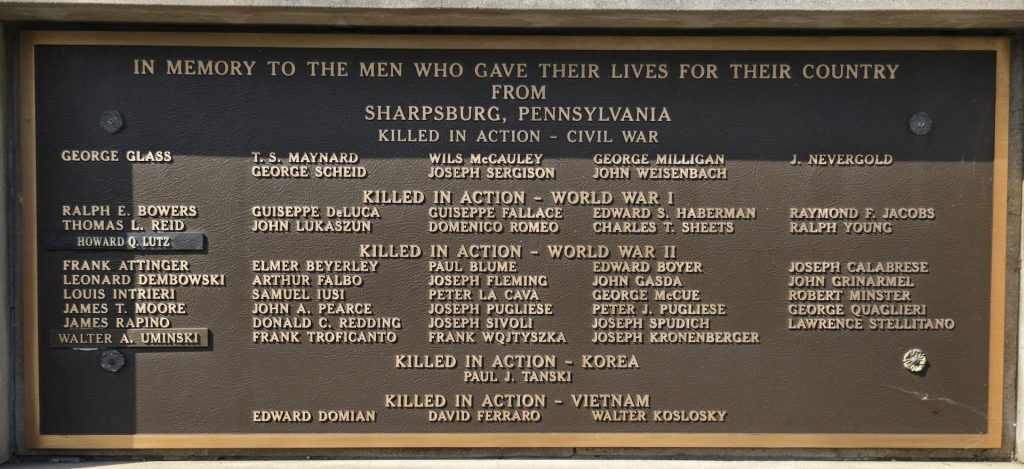 IN MEMORY TO THE MEN WHO GAVE THEIR LIVES FOR THEIR COUNTRY
FROM
SHARPSBURG, PENNSYLVANIA
KILLED IN ACTION - CIVIL WAR
GEORGE GLASS T. S. MAYNARD WILS McCAULEY GEORGE MILLIGAN J. NEVERGOLD
GEORGE SCHEID JOSEPH SERGISON JOHN WEISENBACH
KILLED IN ACTION - WORLD WAR I
RALPH E. BOWERS GUISEPPE DeLUCA GUISEPPE FALLACE EDWARD S. HABERMAN RAYMOND F. JACOBS
THOMAS L. REID JOHN LUKASZUN DOMENICO ROMEO CHARLES T. SHEETS RALPH YOUNG
HOWARD Q. LUTZ
KILLED IN ACTION - WORLD WAR II
FRANK ATTINGER ELMER BEYERLEY PAUL BLUME EDWARD BOYER JOSEPH CALABRESE
LEONARD DEMBOWSKI ARTHUR FALBO JOSEPH FLEMING JOHN GASDA JOHN GRINARMEL
LOUIS INTRIERI SAMUEL IUSI PETER LA CAVA GEORGE McCUE ROBERT MINSTER
JAMES T. MOORE JOHN A. PEARCE JOSEPH PUGLIESE PETER J. PUGLIESE GEORGE QUAGLIERI
JAMES RAPINO DONALD C. REDDING JOSEPH SIVOLI JOSEPH SPUDICH LAWRENCE STELLITANO
WALTER A. UMINSKI FRANK TROFICANTO FRANK WOJTYSZKA JOSEPH KRONENBERGER
KILLED IN ACTION - KOREA
PAUL J. TANSKI
KILLED IN ACTION - VIETNAM
EDWARD DOMIAN DAVID FERRARO WALTER KOSLOSKY